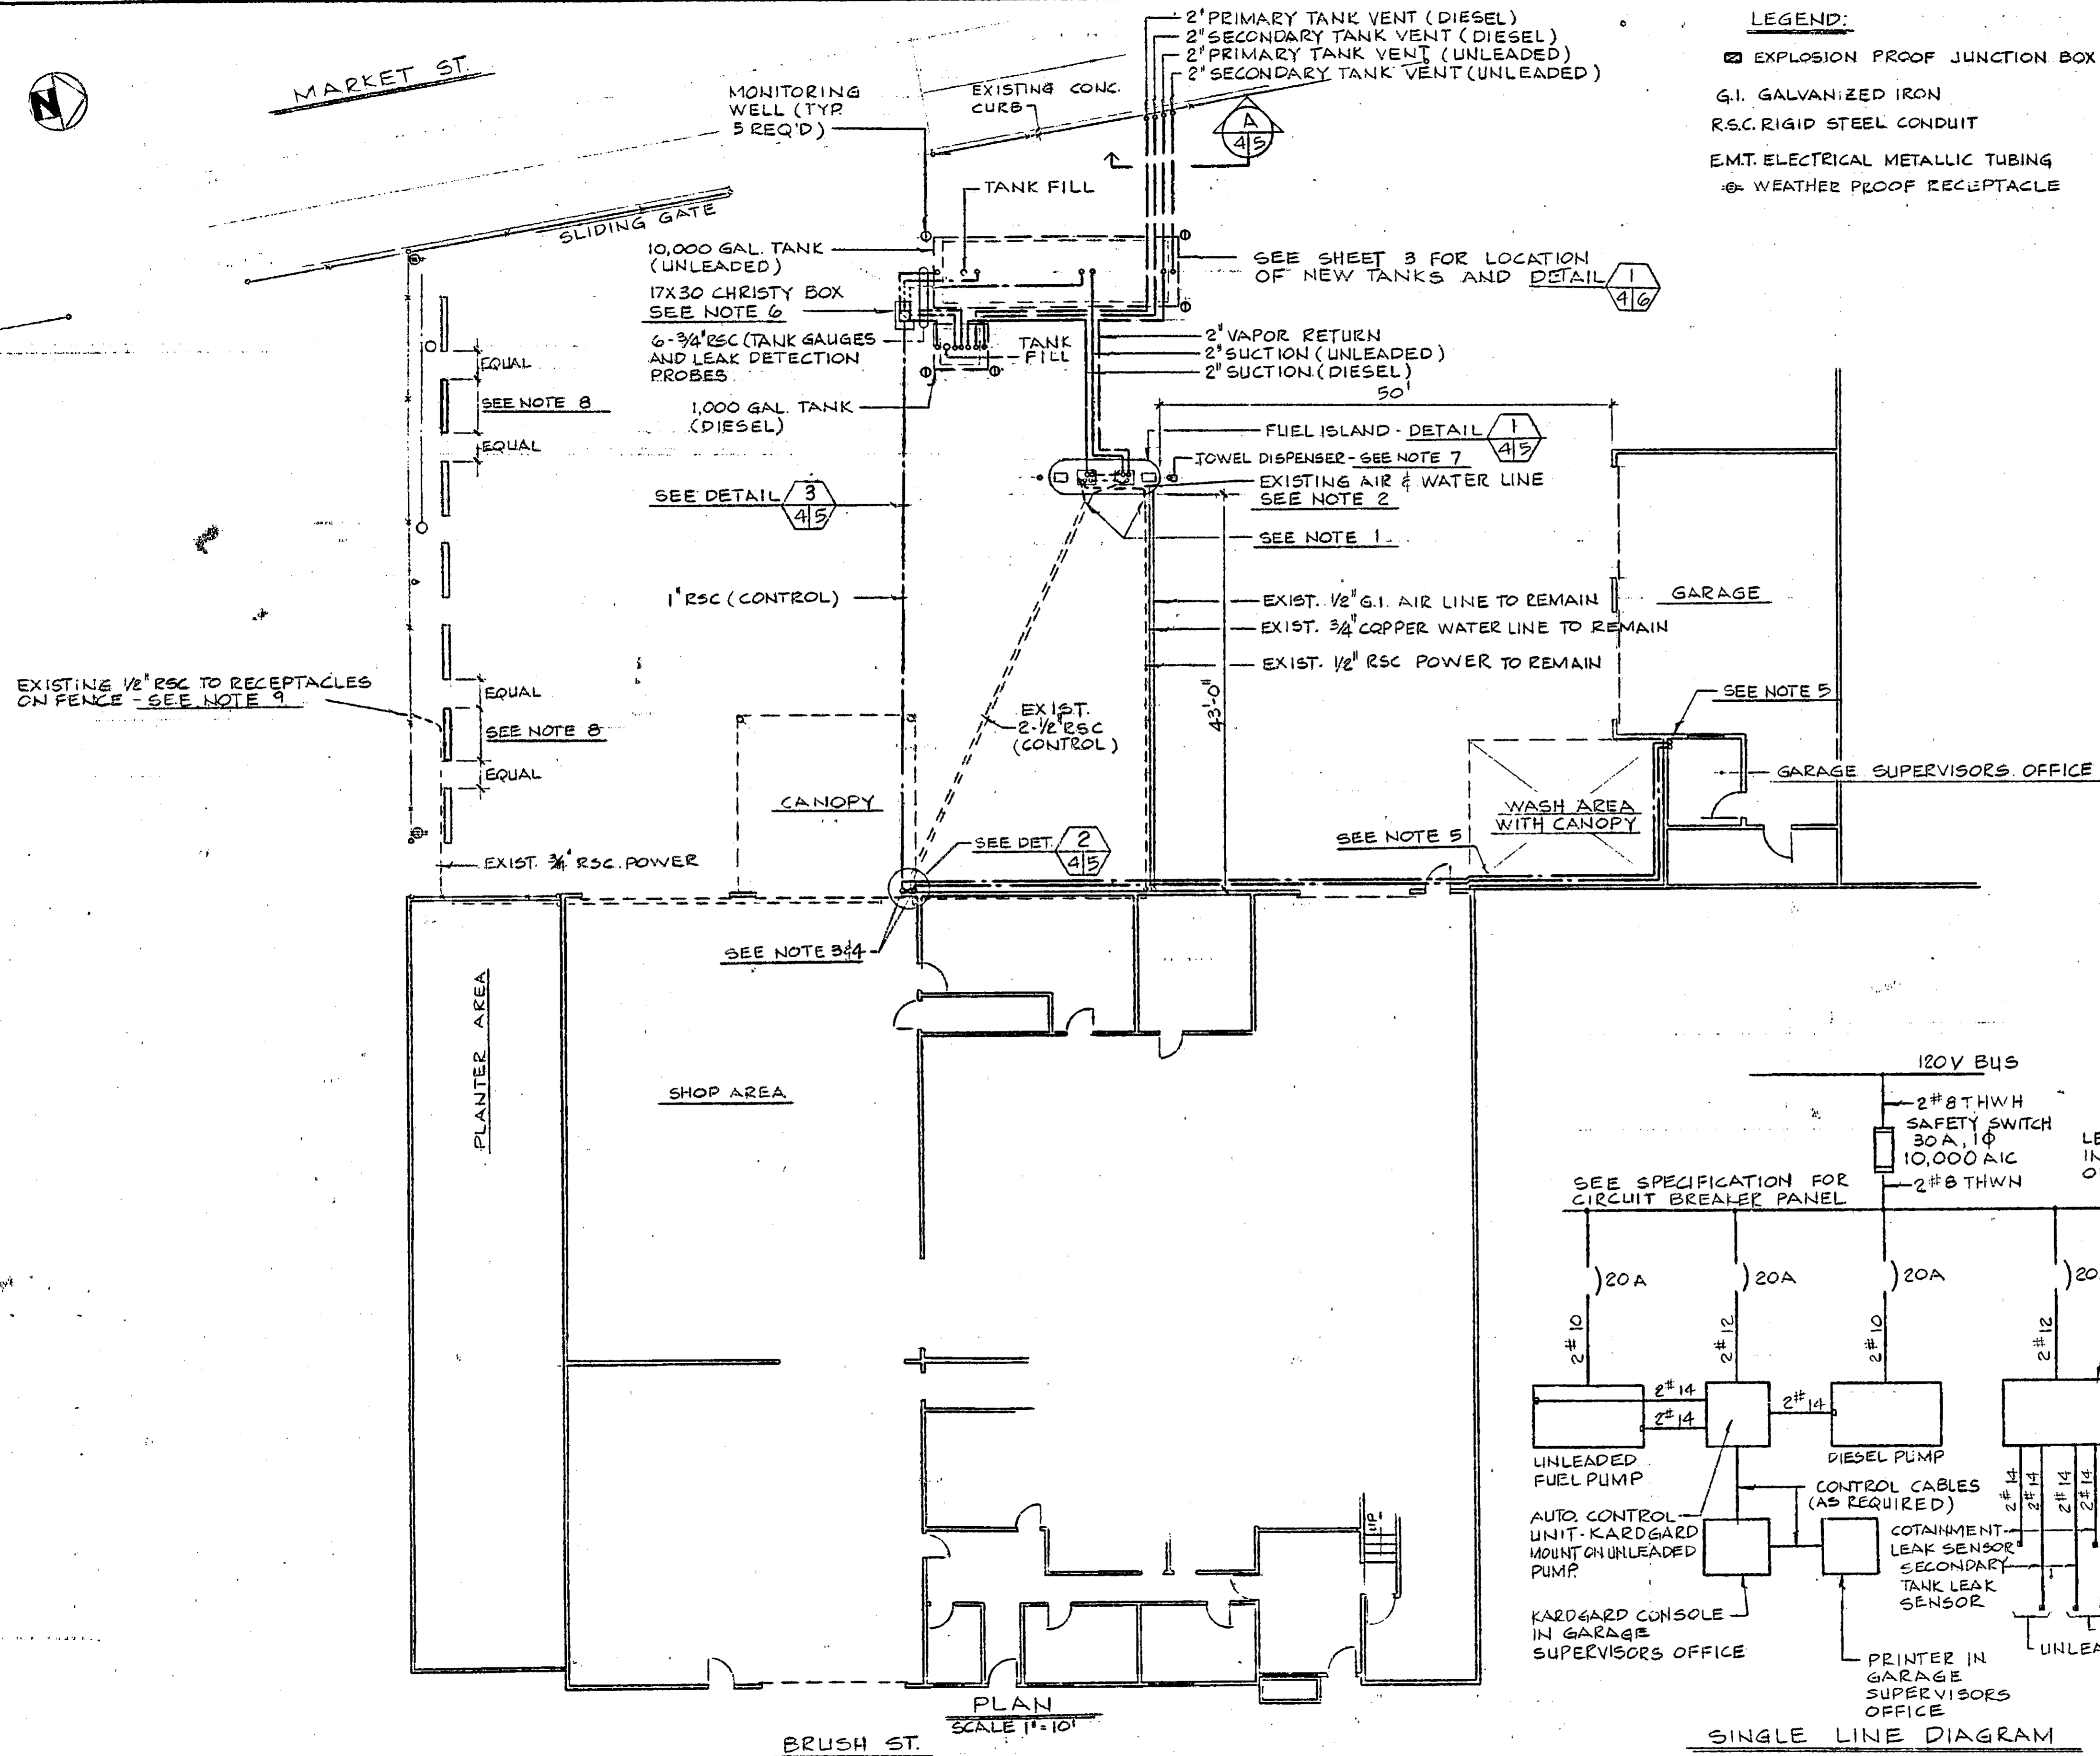 N
MARKET ST.
SLIDING GATE
MONITORING
WELL (TYP.
5 REQ'D)
EXISTING CONC.
CURB
2" PRIMARY TANK VENT (DIESEL)
2" SECONDARY TANK VENT (DIESEL)
2" PRIMARY TANK VENT (UNLEADED)
2" SECONDARY TANK VENT (UNLEADED)
A
4|5
LEGEND:
EXPLOSION PROOF JUNCTION BOX
G.I. GALVANIZED IRON
R.S.C. RIGID STEEL CONDUIT
E.M.T. ELECTRICAL METALLIC TUBING
WEATHER PROOF RECEPTACLE
TANK FILL
10,000 GAL. TANK
(UNLEADED)
17X30 CHRISTY BOX
SEE NOTE 6
6-3/4" RSC (TANK GAUGES
AND LEAK DETECTION
PROBES
1,000 GAL. TANK
(DIESEL)
TANK
FILL
SEE SHEET 3 FOR LOCATION
OF NEW TANKS AND DETAIL
1
4|6
2" VAPOR RETURN
2" SUCTION (UNLEADED)
2" SUCTION (DIESEL)
50'
FUEL ISLAND - DETAIL
1
4|5
TOWEL DISPENSER - SEE NOTE 7
EXISTING AIR & WATER LINE
SEE NOTE 2
SEE NOTE 1
EQUAL
SEE NOTE 8
EQUAL
SEE DETAIL
3
4|5
1" RSC (CONTROL)
EXIST. 1/2" G.I. AIR LINE TO REMAIN
EXIST. 3/4" COPPER WATER LINE TO REMAIN
EXIST. 1/2" RSC POWER TO REMAIN
GARAGE
EXISTING 1/2" RSC TO RECEPTACLES
ON FENCE - SEE NOTE 9
EQUAL
SEE NOTE 8
EQUAL
EXIST.
2-1/2" RSC
(CONTROL)
43'-0"
SEE NOTE 5
GARAGE SUPERVISORS OFFICE
CANOPY
WASH AREA
WITH CANOPY
SEE NOTE 5
SEE DET.
2
4|5
EXIST. 3/4" RSC. POWER
SEE NOTE 3&4
PLANTER AREA
SHOP AREA
UP
PLAN
SCALE 1"=10'
BRUSH ST.
120V BUS
2#8 THWH
SAFETY SWITCH
30A, 1Φ
10,000 AIC
2#8 THWN
LE
IN
O
SEE SPECIFICATION FOR
CIRCUIT BREAKER PANEL
20A
20A
20A
20
2#10
2#12
2#10
2#12
2#14
2#14
2#14
UNLEADED
FUEL PUMP
DIESEL PUMP
2#14
2#14
2#14
2#14
CONTROL CABLES
(AS REQUIRED)
AUTO. CONTROL
UNIT-KARDGARD
MOUNT ON UNLEADED
PUMP.
COTAINMENT
LEAK SENSOR
SECONDARY
TANK LEAK
SENSOR
KARDGARD CONSOLE
IN GARAGE
SUPERVISORS OFFICE
PRINTER IN
GARAGE
SUPERVISORS
OFFICE
UNLEA
SINGLE LINE DIAGRAM